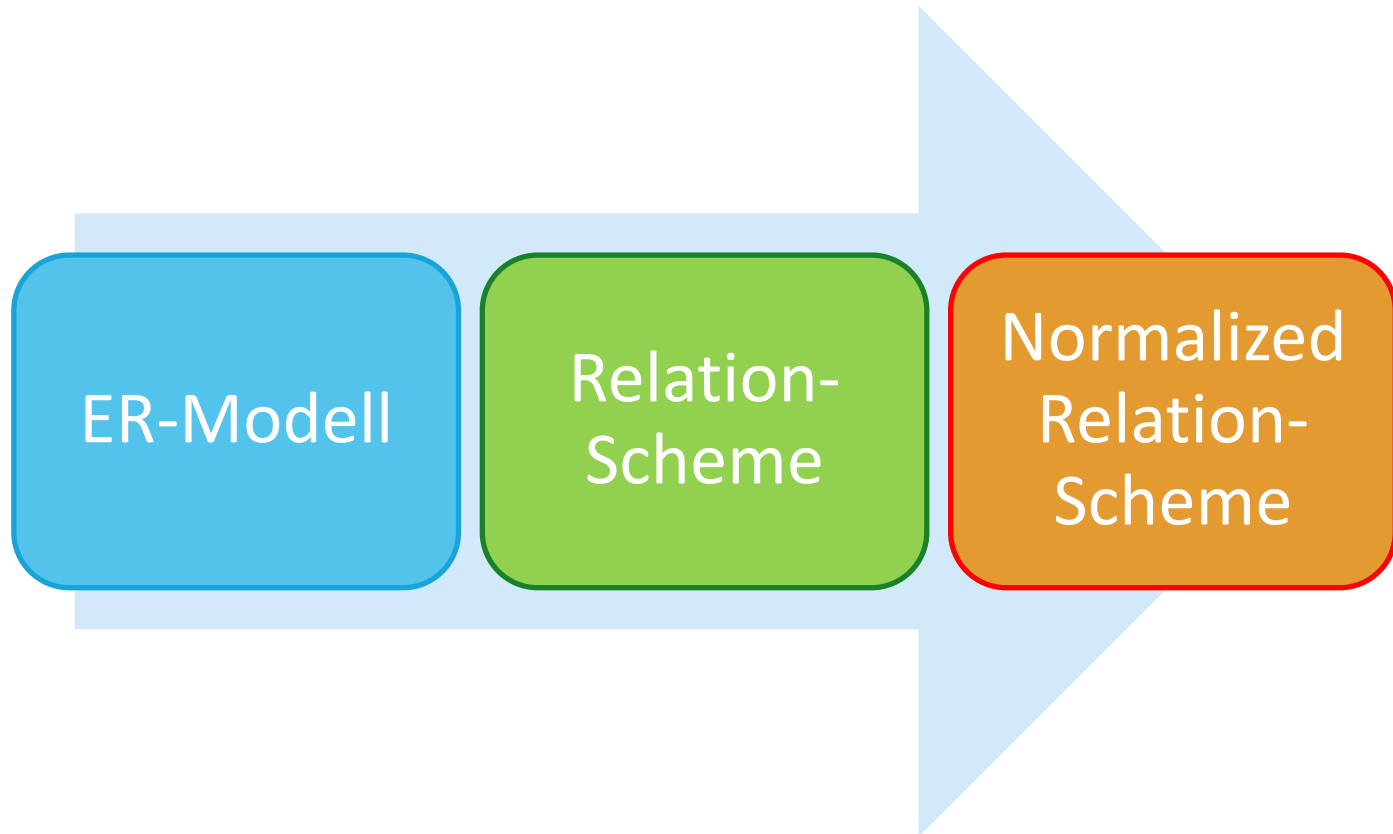 ER-Modell
Relation-
Scheme
Normalized
Relation-
Scheme